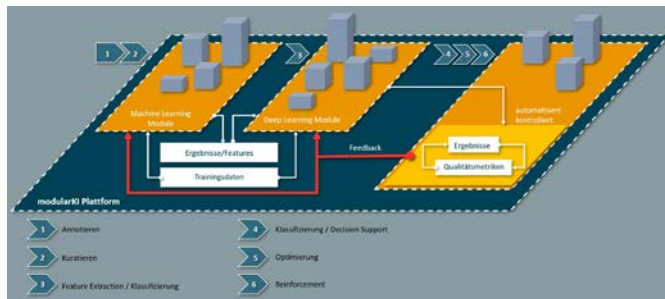 1
2
3
4
5
6
Machine Learning
Module
Deep Learning Module
automatisiert
kontrolliert
Ergebnisse/Features
Trainingsdaten
Feedback
Ergebnisse
Qualitätsmetriken
modularKI Plattform
1 Annotieren
2 Kuratieren
3 Feature Extraction / Klassifizierung
4 Klassifizierung / Decision Support
5 Optimierung
6 Reinforcement